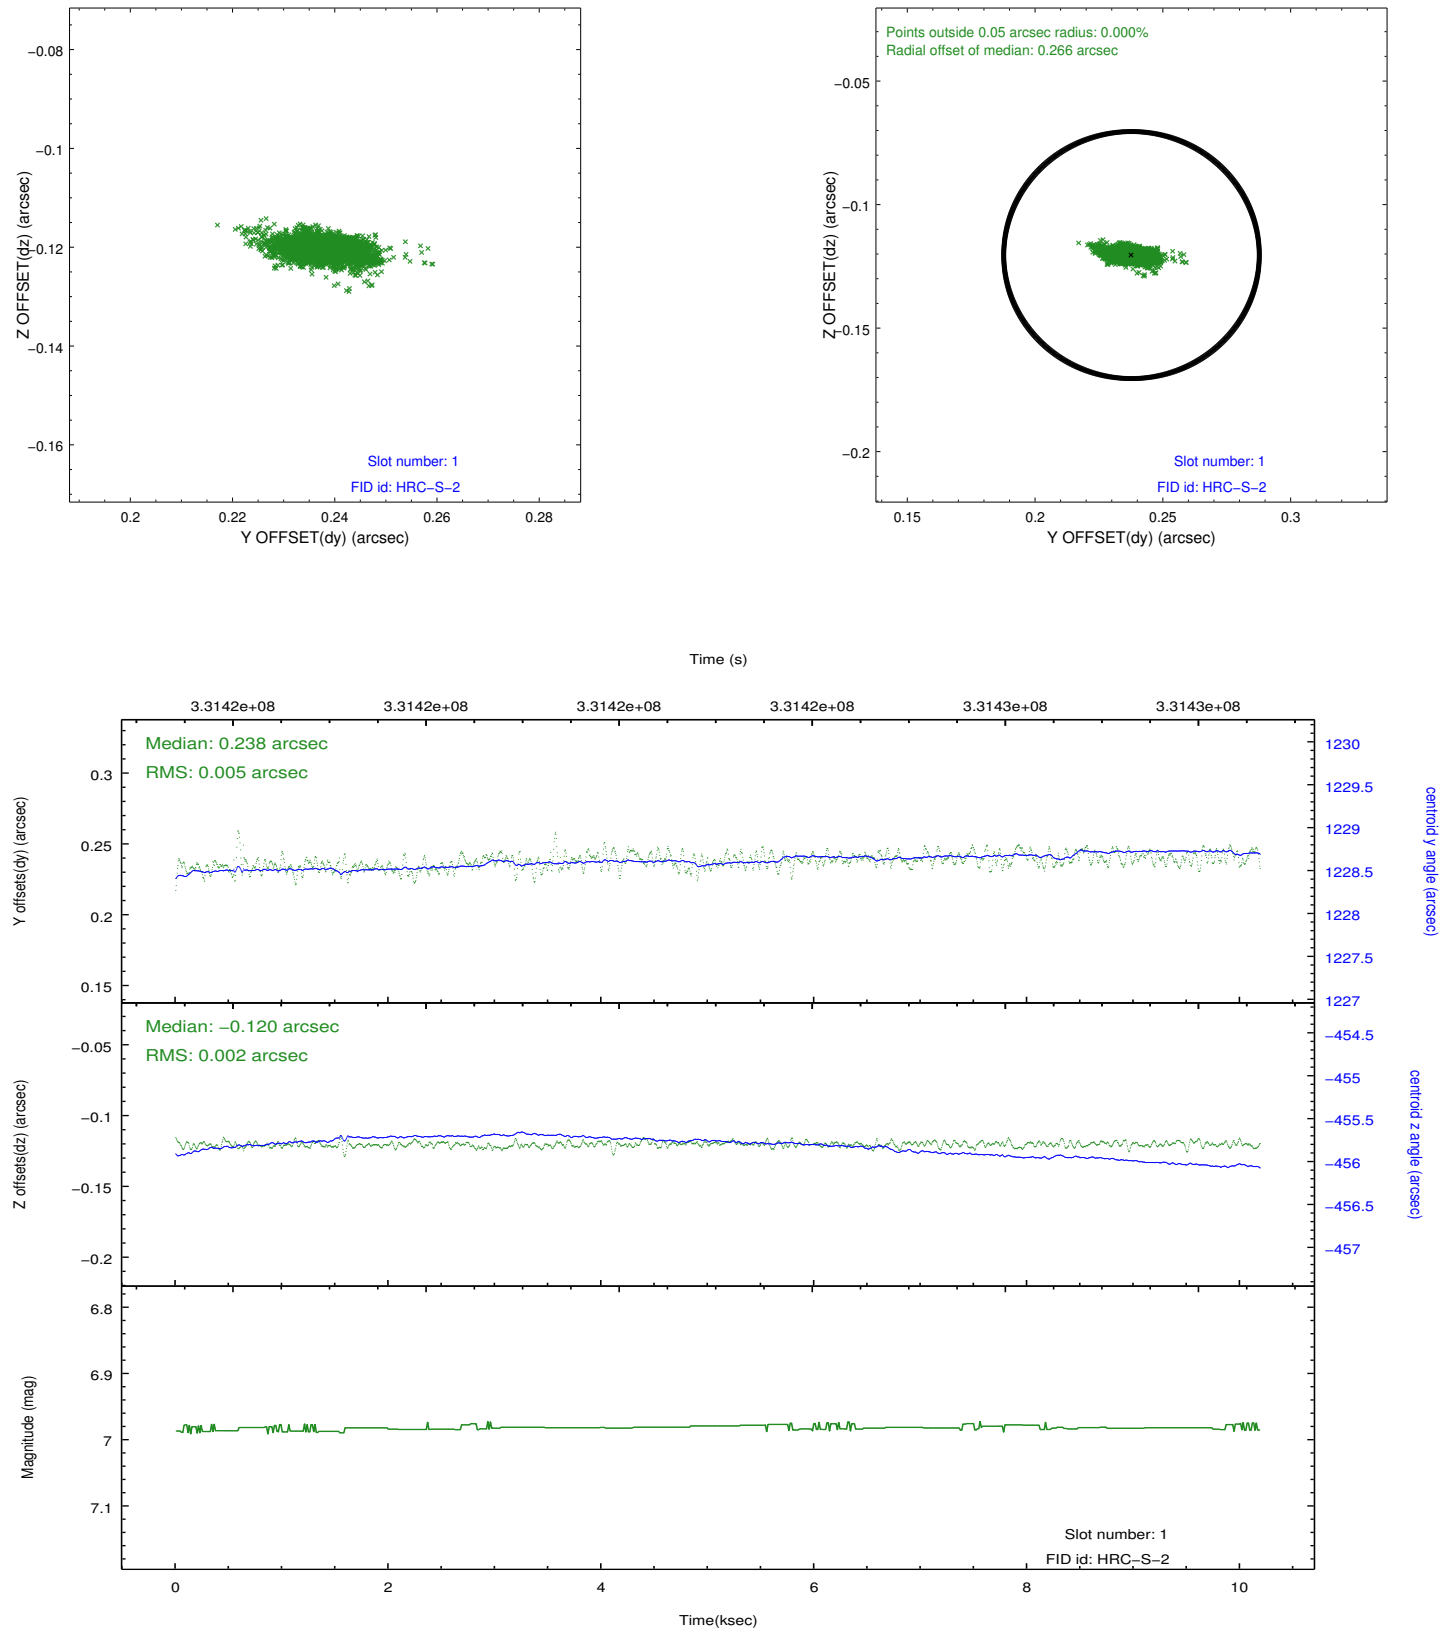 −0.08
−0.1
−0.12
−0.14
−0.16
Z OFFSET(dz) (arcsec)
Slot number: 1
FID id: HRC−S−2
0.2 0.22 0.24 0.26 0.28
Y OFFSET(dy) (arcsec)
Points outside 0.05 arcsec radius: 0.000%
Radial offset of median: 0.266 arcsec
−0.05
−0.1
−0.15
−0.2
Z OFFSET(dz) (arcsec)
Slot number: 1
FID id: HRC−S−2
0.15 0.2 0.25 0.3
Y OFFSET(dy) (arcsec)
Time (s)
3.3142e+08 3.3142e+08 3.3142e+08 3.3142e+08 3.3143e+08 3.3143e+08
Median: 0.238 arcsec
RMS: 0.005 arcsec
0.3
0.25
0.2
0.15
Y offsets(dy) (arcsec)
1230
1229.5
1229
1228.5
1228
1227.5
1227
centroid y angle (arcsec)
Median: −0.120 arcsec
RMS: 0.002 arcsec
−0.05
−0.1
−0.15
−0.2
Z offsets(dz) (arcsec)
−454.5
−455
−455.5
−456
−456.5
−457
centroid z angle (arcsec)
6.8
6.9
7
7.1
Magnitude (mag)
Slot number: 1
FID id: HRC−S−2
0 2 4 6 8 10
Time(ksec)